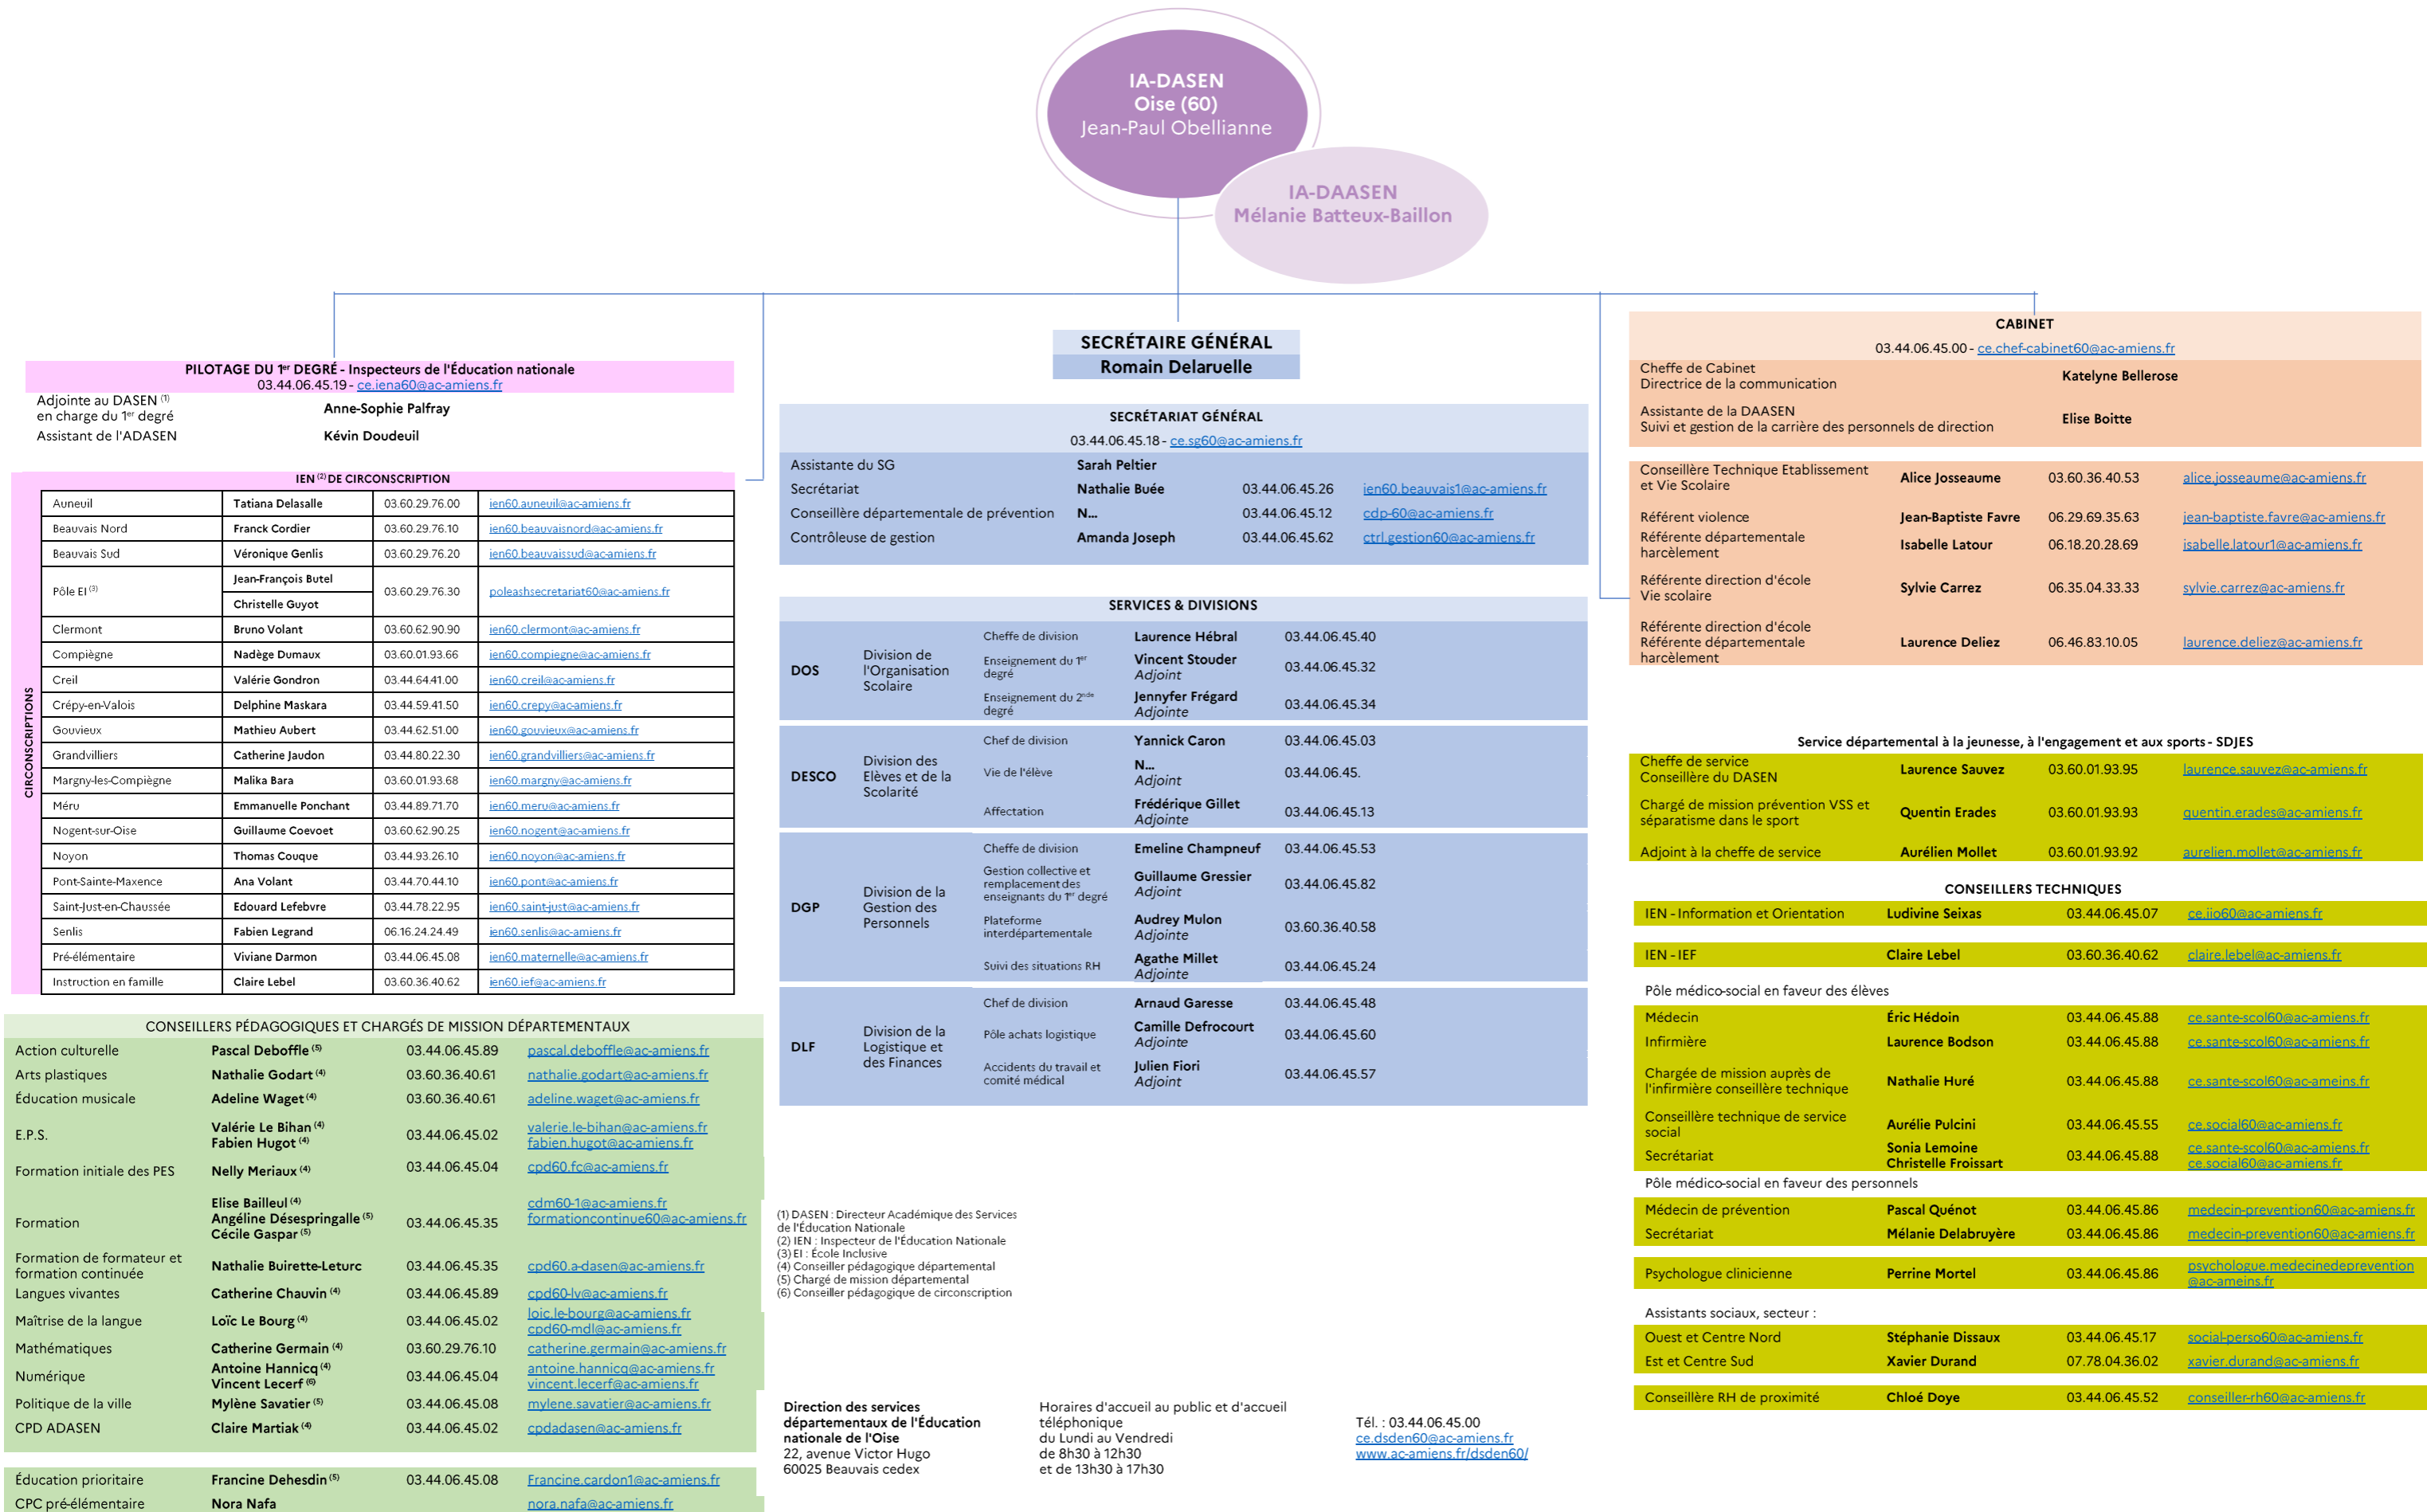 IA-DASEN
Oise (60)
Jean-Paul Obellianne
IA-DAASEN
Mélanie Batteux-Baillon
PILOTAGE DU 1er DEGRÉ - Inspecteurs de l'Éducation nationale
03.44.06.45.19 - ce.iena60@ac-amiens.fr
Adjointe au DASEN (1)
en charge du 1er degré
Anne-Sophie Palfray
Assistant de l'ADASEN Kévin Doudeuil
IEN (2) DE CIRCONSCRIPTION
CIRCONSCRIPTIONS
Auneuil Tatiana Delasalle 03.60.29.76.00 ien60.auneuil@ac-amiens.fr
Beauvais Nord Franck Cordier 03.60.29.76.10 ien60.beauvaisnord@ac-amiens.fr
Beauvais Sud Véronique Genlis 03.60.29.76.20 ien60.beauvaissud@ac-amiens.fr
Pôle EI (3) Jean-François Butel 03.60.29.76.30 poleashsecretariat60@ac-amiens.fr
Christelle Guyot
Clermont Bruno Volant 03.60.62.90.90 ien60.clermont@ac-amiens.fr
Compiègne Nadège Dumaux 03.60.01.93.66 ien60.compiegne@ac-amiens.fr
Creil Valérie Gondron 03.44.64.41.00 ien60.creil@ac-amiens.fr
Crépy-en-Valois Delphine Maskara 03.44.59.41.50 ien60.crepy@ac-amiens.fr
Gouvieux Mathieu Aubert 03.44.62.51.00 ien60.gouvieux@ac-amiens.fr
Grandvilliers Catherine Jaudon 03.44.80.22.30 ien60.grandvilliers@ac-amiens.fr
Margny-les-Compiègne Malika Bara 03.60.01.93.68 ien60.margny@ac-amiens.fr
Méru Emmanuelle Ponchant 03.44.89.71.70 ien60.meru@ac-amiens.fr
Nogent-sur-Oise Guillaume Coevoet 03.60.62.90.25 ien60.nogent@ac-amiens.fr
Noyon Thomas Couque 03.44.93.26.10 ien60.noyon@ac-amiens.fr
Pont-Sainte-Maxence Ana Volant 03.44.70.44.10 ien60.pont@ac-amiens.fr
Saint-Just-en-Chaussée Edouard Lefebvre 03.44.78.22.95 ien60.saint-just@ac-amiens.fr
Senlis Fabien Legrand 06.16.24.24.49 ien60.senlis@ac-amiens.fr
Pré-élémentaire Viviane Darmon 03.44.06.45.08 ien60.maternelle@ac-amiens.fr
Instruction en famille Claire Lebel 03.60.36.40.62 ien60.ief@ac-amiens.fr
CONSEILLERS PÉDAGOGIQUES ET CHARGÉS DE MISSION DÉPARTEMENTAUX
Action culturelle Pascal Deboffle (5) 03.44.06.45.89 pascal.deboffle@ac-amiens.fr
Arts plastiques Nathalie Godart (4) 03.60.36.40.61 nathalie.godart@ac-amiens.fr
Éducation musicale Adeline Waget (4) 03.60.36.40.61 adeline.waget@ac-amiens.fr
E.P.S. Valérie Le Bihan (4) 03.44.06.45.02 valerie.le-bihan@ac-amiens.fr
Fabien Hugot (4) fabien.hugot@ac-amiens.fr
Formation initiale des PES Nelly Meriaux (4) 03.44.06.45.04 cpd60.fc@ac-amiens.fr
Elise Bailleul (4) cdm60-1@ac-amiens.fr
Formation Angéline Désespringalle (5) 03.44.06.45.35 formationcontinue60@ac-amiens.fr
Cécile Gaspar (5)
Formation de formateur et
formation continuée
Nathalie Buirette-Leturc 03.44.06.45.35 cpd60.a-dasen@ac-amiens.fr
Langues vivantes Catherine Chauvin (4) 03.44.06.45.89 cpd60-lv@ac-amiens.fr
Maîtrise de la langue Loïc Le Bourg (4) 03.44.06.45.02 loic.le-bourg@ac-amiens.fr
cpd60-mdl@ac-amiens.fr
Mathématiques Catherine Germain (4) 03.60.29.76.10 catherine.germain@ac-amiens.fr
Numérique Antoine Hannicq (4) 03.44.06.45.04 antoine.hannicq@ac-amiens.fr
Vincent Lecerf (6) vincent.lecerf@ac-amiens.fr
Politique de la ville Mylène Savatier (5) 03.44.06.45.08 mylene.savatier@ac-amiens.fr
CPD ADASEN Claire Martiak (4) 03.44.06.45.02 cpdadasen@ac-amiens.fr
Éducation prioritaire Francine Dehesdin (5) 03.44.06.45.08 Francine.cardon1@ac-amiens.fr
CPC pré-élémentaire Nora Nafa nora.nafa@ac-amiens.fr
SECRÉTAIRE GÉNÉRAL
Romain Delaruelle
SECRÉTARIAT GÉNÉRAL
03.44.06.45.18 - ce.sg60@ac-amiens.fr
Assistante du SG Sarah Peltier
Secrétariat Nathalie Buée 03.44.06.45.26 ien60.beauvais1@ac-amiens.fr
Conseillère départementale de prévention N... 03.44.06.45.12 cdp-60@ac-amiens.fr
Contrôleuse de gestion Amanda Joseph 03.44.06.45.62 ctrl.gestion60@ac-amiens.fr
SERVICES & DIVISIONS
DOS
Division de
l'Organisation
Scolaire
Cheffe de division Laurence Hébral 03.44.06.45.40
Enseignement du 1er
degré
Vincent Stouder
Adjoint
03.44.06.45.32
Enseignement du 2nde
degré
Jennyfer Frégard
Adjointe
03.44.06.45.34
DESCO
Division des
Elèves et de la
Scolarité
Chef de division Yannick Caron 03.44.06.45.03
Vie de l'élève
N...
Adjoint
03.44.06.45.
Affectation
Frédérique Gillet
Adjointe
03.44.06.45.13
DGP
Division de la
Gestion des
Personnels
Cheffe de division Emeline Champneuf 03.44.06.45.53
Gestion collective et
remplacement des
enseignants du 1er degré
Guillaume Gressier
Adjoint
03.44.06.45.82
Plateforme
interdépartementale
Audrey Mulon
Adjointe
03.60.36.40.58
Suivi des situations RH
Agathe Millet
Adjointe
03.44.06.45.24
DLF
Division de la
Logistique et
des Finances
Chef de division Arnaud Garesse 03.44.06.45.48
Pôle achats logistique
Camille Defrocourt
Adjointe
03.44.06.45.60
Accidents du travail et
comité médical
Julien Fiori
Adjoint
03.44.06.45.57
(1) DASEN : Directeur Académique des Services
de l'Éducation Nationale
(2) IEN : Inspecteur de l'Éducation Nationale
(3) EI : École Inclusive
(4) Conseiller pédagogique départemental
(5) Chargé de mission départemental
(6) Conseiller pédagogique de circonscription
Direction des services
départementaux de l'Éducation
nationale de l'Oise
22, avenue Victor Hugo
60025 Beauvais cedex
Horaires d'accueil au public et d'accueil
téléphonique
du Lundi au Vendredi
de 8h30 à 12h30
et de 13h30 à 17h30
Tél. : 03.44.06.45.00
ce.dsden60@ac-amiens.fr
www.ac-amiens.fr/dsden60/
CABINET
03.44.06.45.00 - ce.chef-cabinet60@ac-amiens.fr
Cheffe de Cabinet
Directrice de la communication
Katelyne Bellerose
Assistante de la DAASEN
Suivi et gestion de la carrière des personnels de direction
Elise Boitte
Conseillère Technique Etablissement
et Vie Scolaire
Alice Josseaume 03.60.36.40.53 alice.josseaume@ac-amiens.fr
Référent violence Jean-Baptiste Favre 06.29.69.35.63 jean-baptiste.favre@ac-amiens.fr
Référente départementale
harcèlement
Isabelle Latour 06.18.20.28.69 isabelle.latour1@ac-amiens.fr
Référente direction d'école
Vie scolaire
Sylvie Carrez 06.35.04.33.33 sylvie.carrez@ac-amiens.fr
Référente direction d'école
Référente départementale
harcèlement
Laurence Deliez 06.46.83.10.05 laurence.deliez@ac-amiens.fr
Service départemental à la jeunesse, à l'engagement et aux sports - SDJES
Cheffe de service
Conseillère du DASEN
Laurence Sauvez 03.60.01.93.95 laurence.sauvez@ac-amiens.fr
Chargé de mission prévention VSS et
séparatisme dans le sport
Quentin Erades 03.60.01.93.93 quentin.erades@ac-amiens.fr
Adjoint à la cheffe de service Aurélien Mollet 03.60.01.93.92 aurelien.mollet@ac-amiens.fr
CONSEILLERS TECHNIQUES
IEN - Information et Orientation Ludivine Seixas 03.44.06.45.07 ce.iio60@ac-amiens.fr
IEN - IEF Claire Lebel 03.60.36.40.62 claire.lebel@ac-amiens.fr
Pôle médico-social en faveur des élèves
Médecin Éric Hédoin 03.44.06.45.88 ce.sante-scol60@ac-amiens.fr
Infirmière Laurence Bodson 03.44.06.45.88 ce.sante-scol60@ac-amiens.fr
Chargée de mission auprès de
l'infirmière conseillère technique
Nathalie Huré 03.44.06.45.88 ce.sante-scol60@ac-ameins.fr
Conseillère technique de service
social
Aurélie Pulcini 03.44.06.45.55 ce.social60@ac-amiens.fr
Secrétariat Sonia Lemoine 03.44.06.45.88 ce.sante-scol60@ac-amiens.fr
Christelle Froissart ce.social60@ac-amiens.fr
Pôle médico-social en faveur des personnels
Médecin de prévention Pascal Quénot 03.44.06.45.86 medecin-prevention60@ac-amiens.fr
Secrétariat Mélanie Delabruyère 03.44.06.45.86 medecin-prevention60@ac-amiens.fr
Psychologue clinicienne Perrine Mortel 03.44.06.45.86 psychologue.medecinedeprevention
@ac-ameins.fr
Assistants sociaux, secteur :
Ouest et Centre Nord Stéphanie Dissaux 03.44.06.45.17 social-perso60@ac-amiens.fr
Est et Centre Sud Xavier Durand 07.78.04.36.02 xavier.durand@ac-amiens.fr
Conseillère RH de proximité Chloé Doye 03.44.06.45.52 conseiller-rh60@ac-amiens.fr